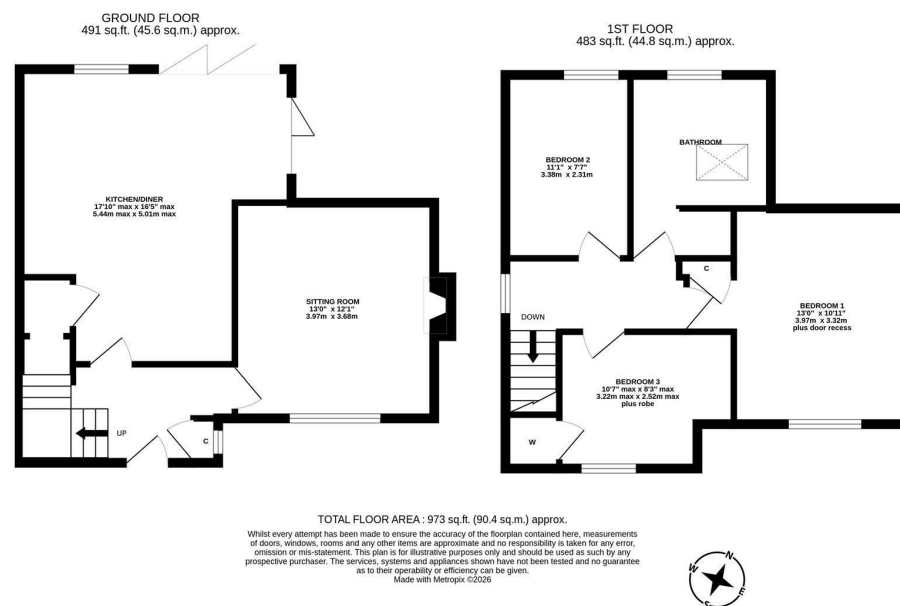 GROUND FLOOR
491 sq.ft. (45.6 sq.m.) approx.
KITCHEN/DINER
17'10" max x 16'5" max
5.44m max x 5.01m max
SITTING ROOM
13'0" x 12'1"
3.97m x 3.68m
UP
C
1ST FLOOR
483 sq.ft. (44.8 sq.m.) approx.
BEDROOM 2
11'1" x 7'7"
3.38m x 2.31m
BATHROOM
C
DOWN
BEDROOM 1
13'0" x 10'11"
3.97m x 3.32m
plus door recess
BEDROOM 3
10'7" max x 8'3" max
3.22m max x 2.52m max
plus robe
W
TOTAL FLOOR AREA : 973 sq.ft. (90.4 sq.m.) approx.
Whilst every attempt has been made to ensure the accuracy of the floorplan contained here, measurements
of doors, windows, rooms and any other items are approximate and no responsibility is taken for any error,
omission or mis-statement. This plan is for illustrative purposes only and should be used as such by any
prospective purchaser. The services, systems and appliances shown have not been tested and no guarantee
as to their operability or efficiency can be given.
Made with Metropix ©2026
N
W
E
S